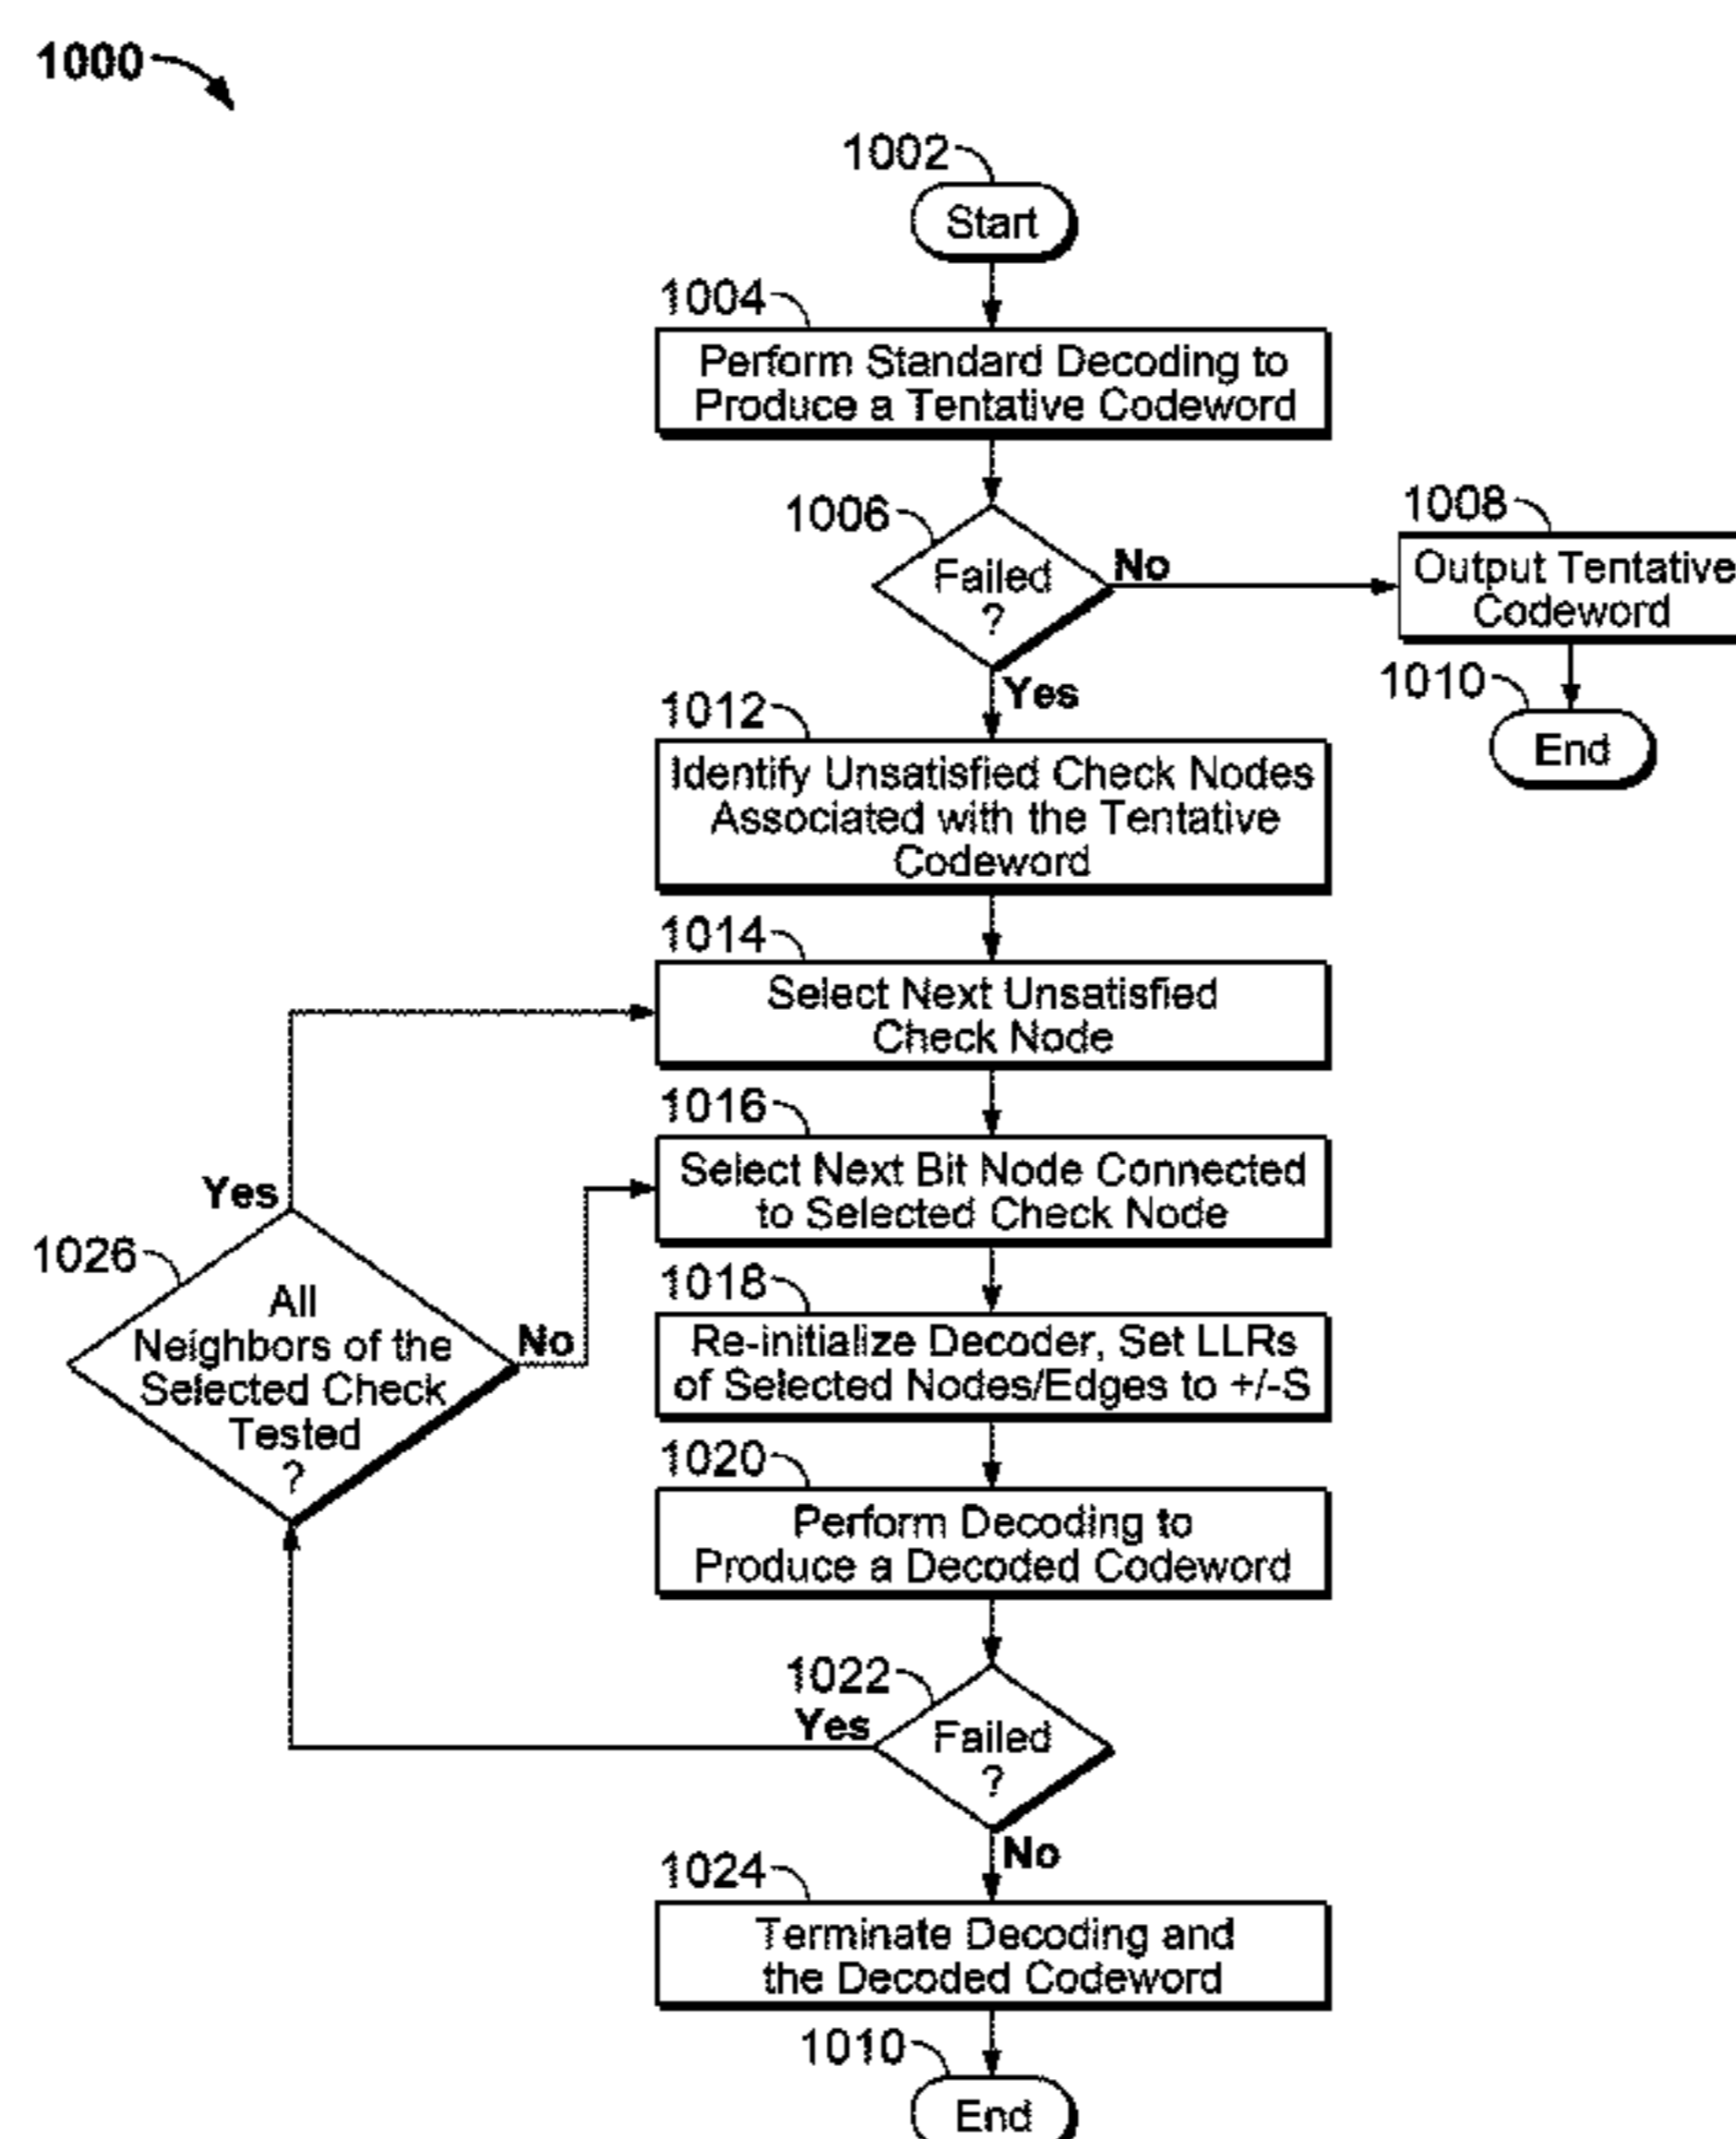 1000
1002
Start
1004
Perform Standard Decoding to
Produce a Tentative Codeword
1006
Failed
?
No
1008
Output Tentative
Codeword
1010
End
Yes
1012
Identify Unsatisfied Check Nodes
Associated with the Tentative
Codeword
1014
Select Next Unsatisfied
Check Node
1016
Select Next Bit Node Connected
to Selected Check Node
Yes
1026
All
Neighbors of the
Selected Check
Tested
?
No
1018
Re-initialize Decoder, Set LLRs
of Selected Nodes/Edges to +/-S
1020
Perform Decoding to
Produce a Decoded Codeword
1022
Yes
Failed
?
No
1024
Terminate Decoding and
the Decoded Codeword
1010
End